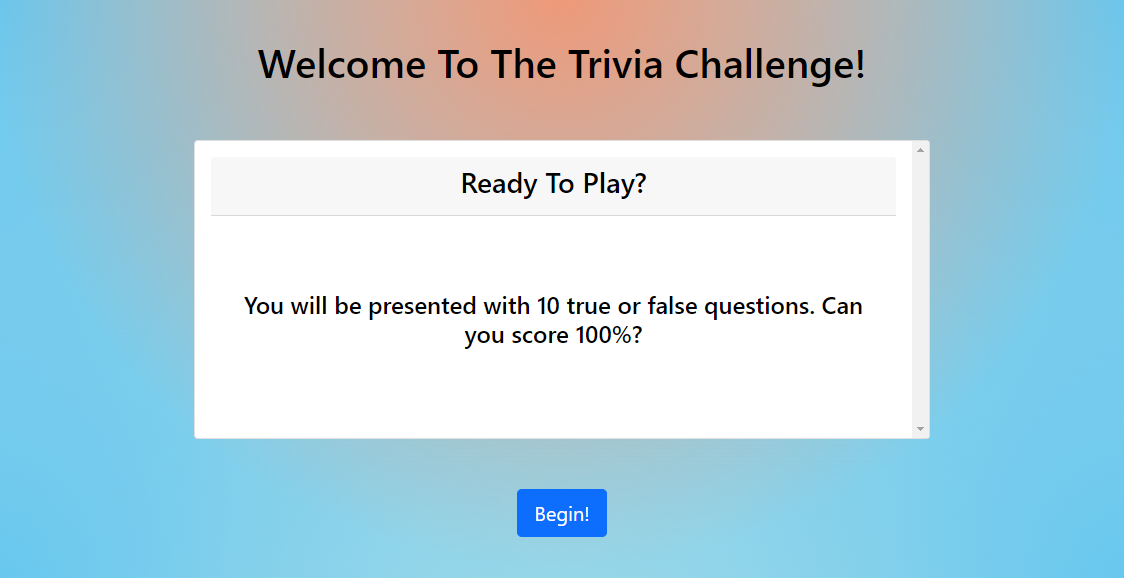 Welcome To The Trivia Challenge!
Ready To Play?
You will be presented with 10 true or false questions. Can
you score 100%?
Begin!